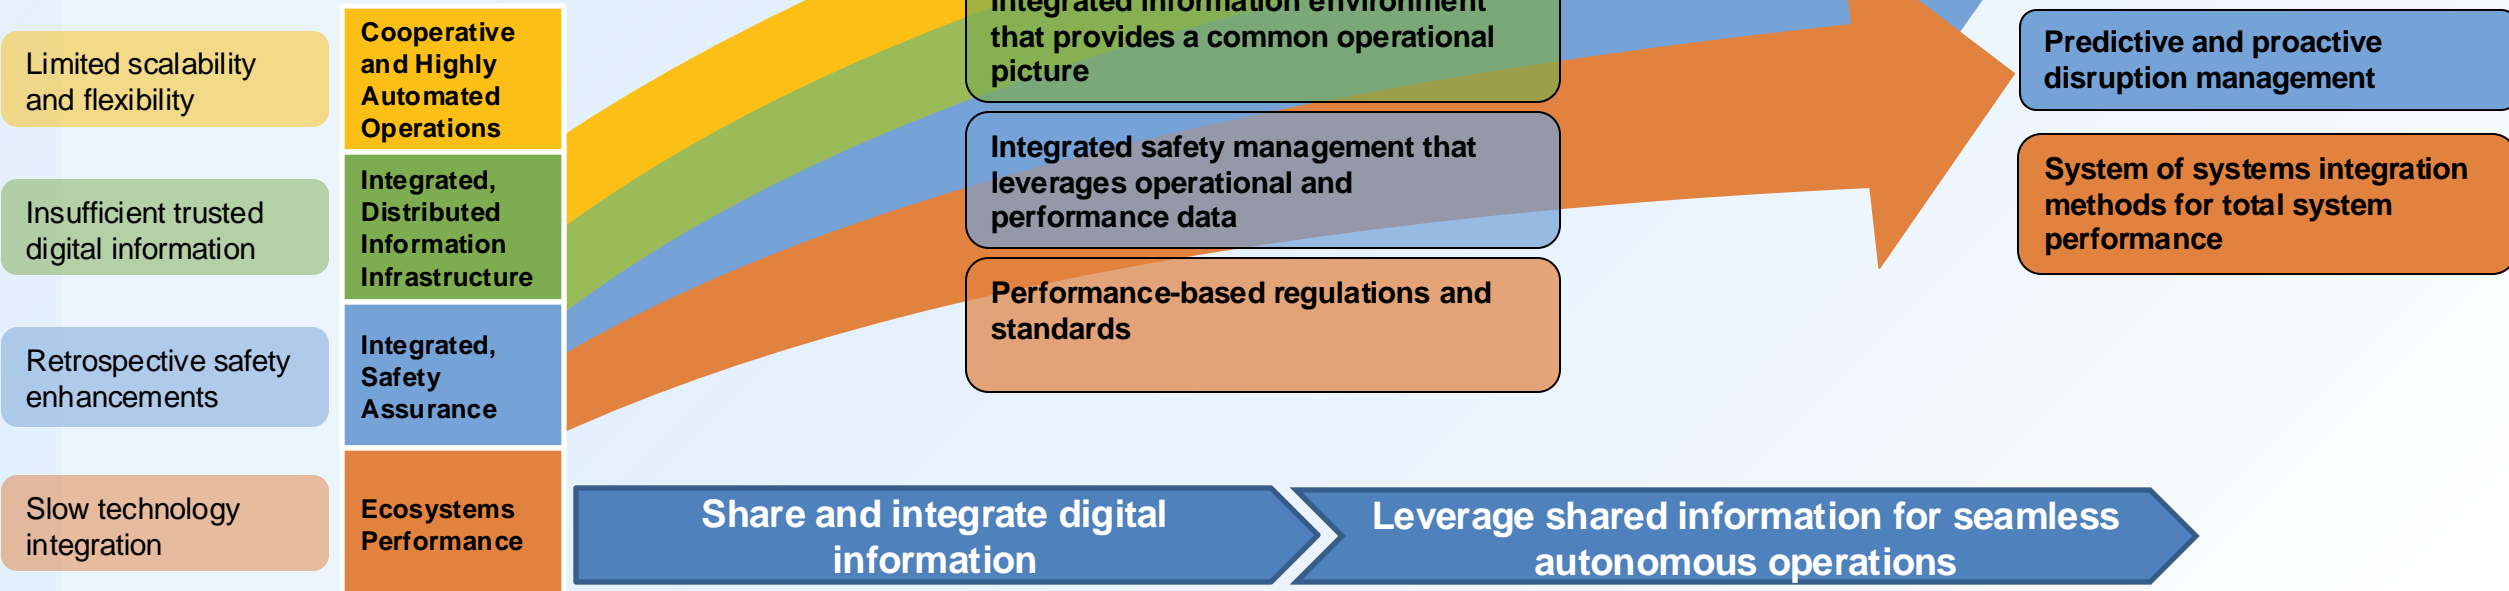 Limited scalability
and flexibility
Insufficient trusted
digital information
Retrospective safety
enhancements
Slow technology
integration
Cooperative
and Highly
Automated
Operations
Integrated,
Distributed
Information
Infrastructure
Integrated,
Safety
Assurance
Ecosystems
Performance
Integrated information environment
that provides a common operational
picture
Integrated safety management that
leverages operational and
performance data
Performance-based regulations and
standards
Predictive and proactive
disruption management
System of systems integration
methods for total system
performance
Share and integrate digital
information
Leverage shared information for seamless
autonomous operations